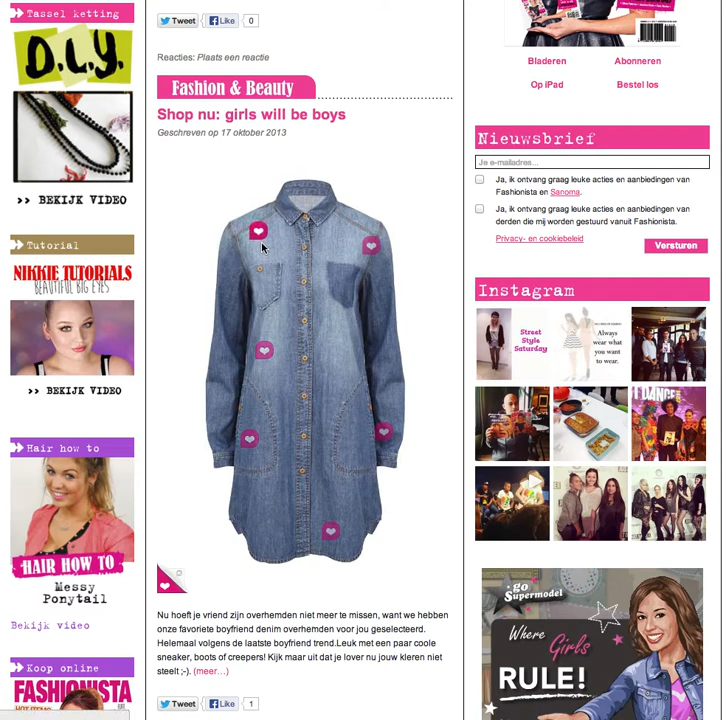 Tassel ketting
D.I.Y.
>> BEKIJK VIDEO
Tutorial
NIKKIE TUTORIALS
BEAUTIFUL BIG EYES
>> BEKIJK VIDEO
Hair how to
HAIR HOW TO
Messy
Ponytail
Bekijk video
Koop online
FASHIONISTA
Tweet
Like
0
Reacties: Plaats een reactie
Fashion & Beauty
Shop nu: girls will be boys
Geschreven op 17 oktober 2013
Nu hoeft je vriend zijn overhemden niet meer te missen, want we hebben
onze favoriete boyfriend denim overhemden voor jou geselecteerd.
Helemaal volgens de laatste boyfriend trend.Leuk met een paar coole
sneaker, boots of creepers! Kijk maar uit dat je lover nu jouw kleren niet
steelt ;-). (meer…)
Tweet
Like
1
Bladeren
Abonneren
Op iPad
Bestel los
Nieuwsbrief
Je e-mailadres...
Ja, ik ontvang graag leuke acties en aanbiedingen van
Fashionista en Sanoma.
Ja, ik ontvang graag leuke acties en aanbiedingen van
derden die mij worden gestuurd vanuit Fashionista.
Privacy- en cookiebeleid
Versturen
Instagram
Street
Style
Saturday
Always
wear what
you want
to wear.
go
Supermodel
Where Girls
RULE!